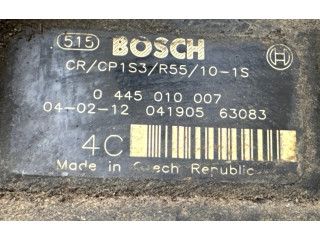 515 BOSCH
CR/CP1S3/R55/10-1S
0 445 010 007
04-02-12 041905 63083
4C
Made in Czech Republic